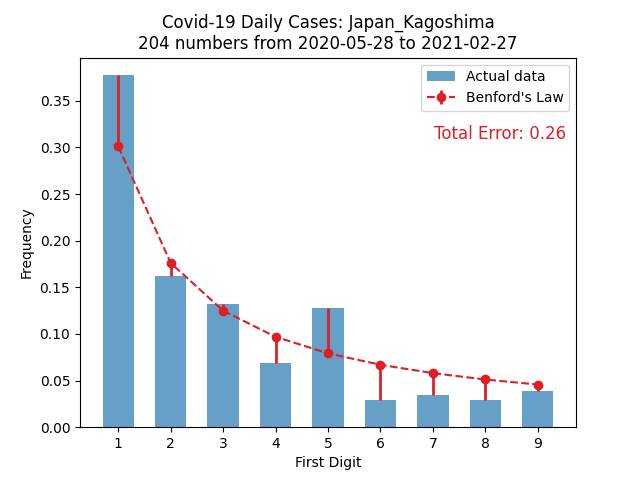 Covid-19 Daily Cases: Japan_Kagoshima
204 numbers from 2020-05-28 to 2021-02-27
Actual data
Benford's Law
Total Error: 0.26
0.35
0.30
0.25
0.20
0.15
0.10
0.05
0.00
Frequency
1 2 3 4 5 6 7 8 9
First Digit